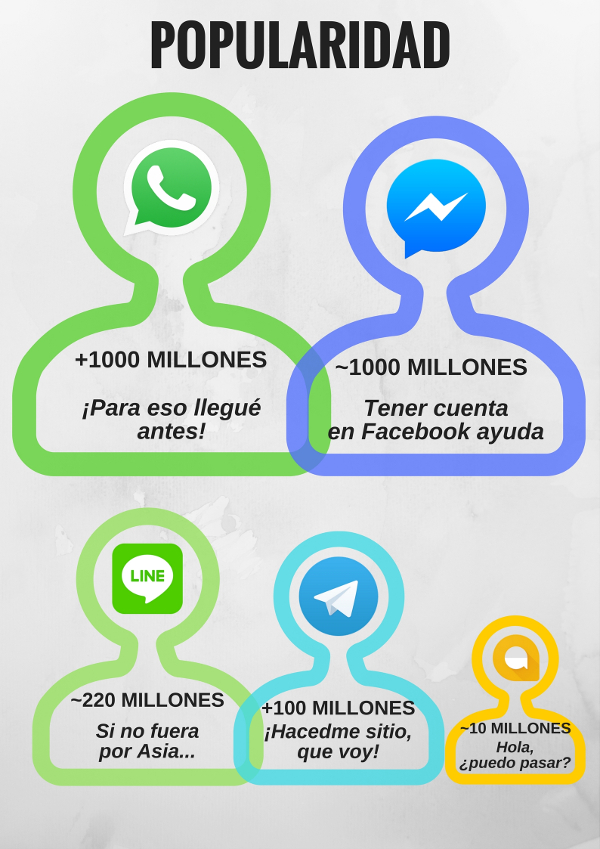 POPULARIDAD
+1000 MILLONES
¡Para eso llegué
antes!
~1000 MILLONES
Tener cuenta
en Facebook ayuda
LINE
~220 MILLONES
Si no fuera
por Asia...
+100 MILLONES
¡Hacedme sitio,
que voy!
~10 MILLONES
Hola,
¿puedo pasar?